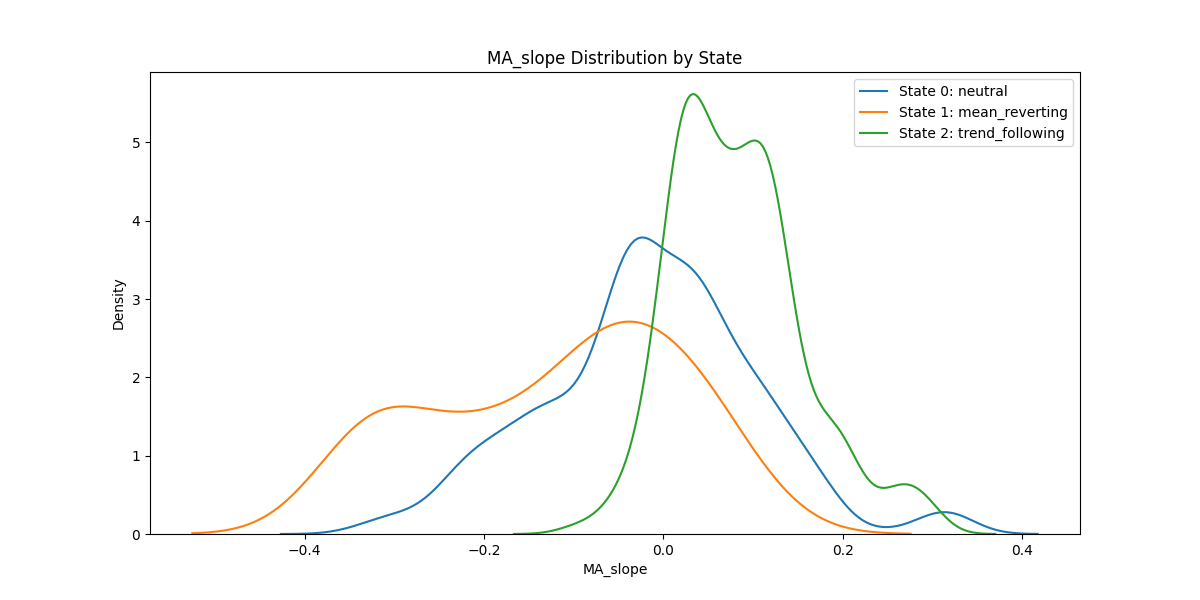 MA_slope Distribution by State
State 0: neutral
State 1: mean_reverting
State 2: trend_following
Density
5
4
3
2
1
0
−0.4
−0.2
0.0
0.2
0.4
MA_slope